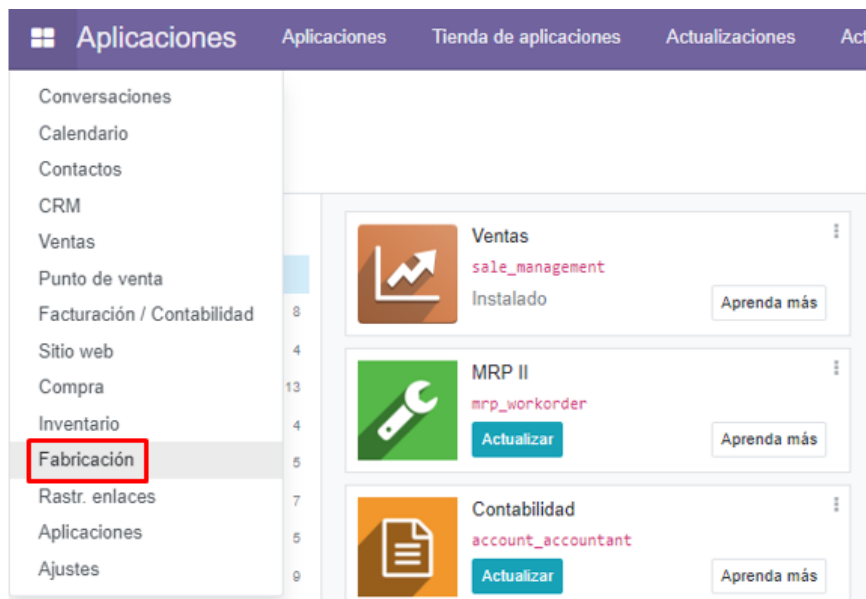 Aplicaciones Aplicaciones Tienda de aplicaciones Actualizaciones Act
Conversaciones
Calendario
Contactos
CRM
Ventas
Punto de venta
Facturación / Contabilidad
Sitio web
Compra
Inventario
Fabricación
Rastr. enlaces
Aplicaciones
Ajustes
8
4
13
4
5
7
5
9
Ventas
sale_management
Instalado
Aprenda más
MRP II
mrp_workorder
Actualizar
Aprenda más
Contabilidad
account_accountant
Actualizar
Aprenda más